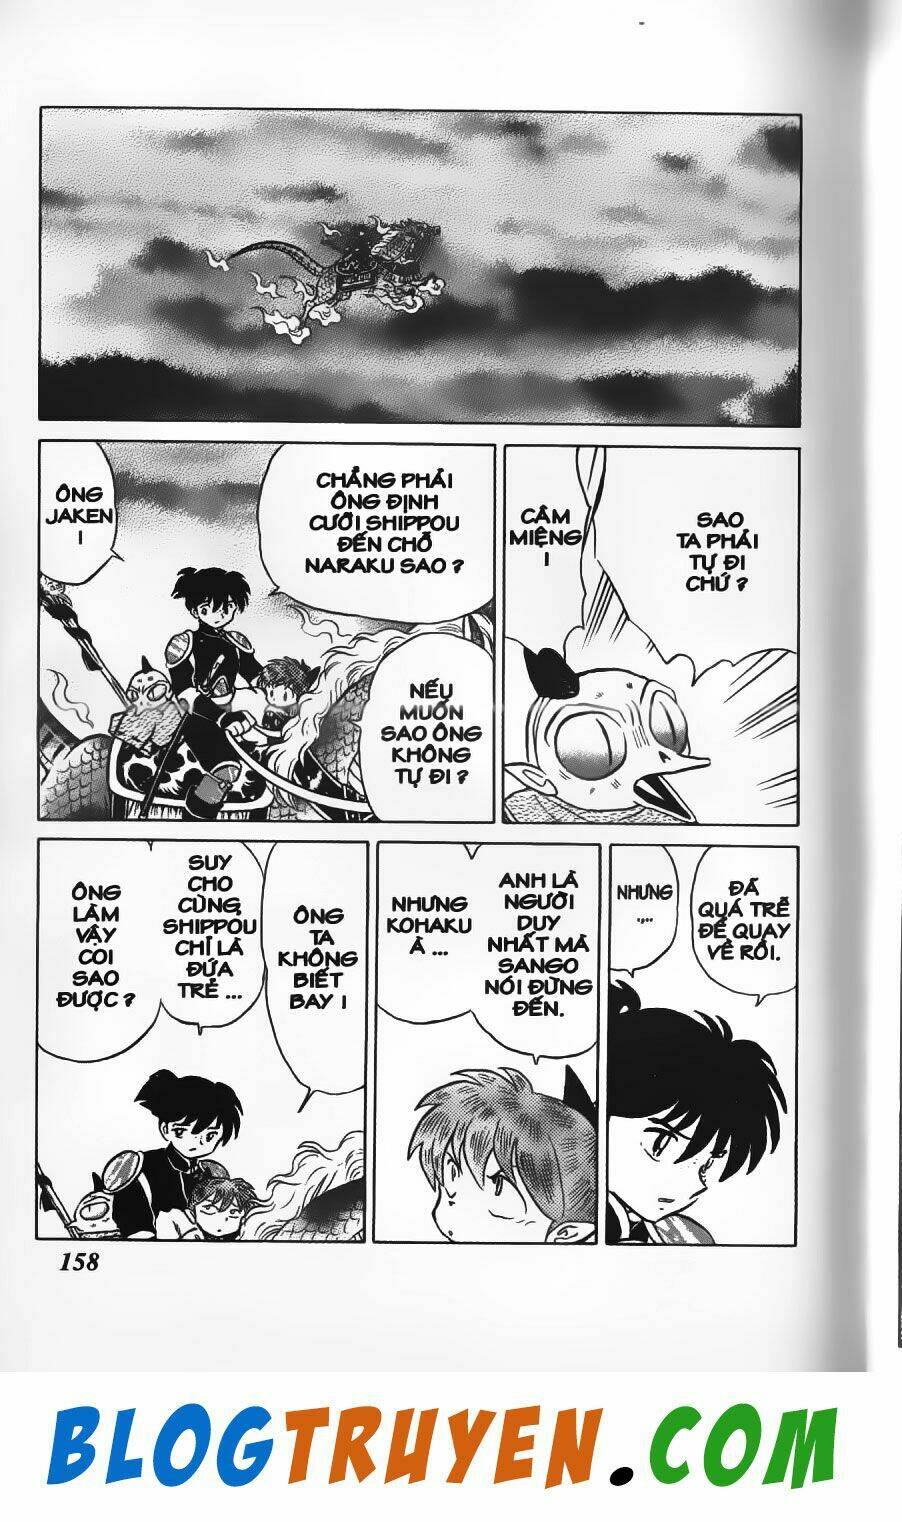 SAO
TA PHẢI
TỰ ĐI
CHỨ ?
CÂM
MIỆNG
!
CHẲNG PHẢI
ÔNG ĐỊNH
CƯỠI SHIPPOU
ĐẾN CHỖ
NARAKU SAO ?
ÔNG
JAKEN
!
NẾU
MUỐN
SAO ÔNG
KHÔNG
TỰ ĐI ?
ĐÃ
QUÁ TRỄ
ĐỂ QUAY
VỀ RỒI.
NHƯNG
....
ANH LÀ
NGƯỜI
DUY
NHẤT MÀ
SANGO
NÓI ĐỪNG
ĐẾN.
NHƯNG
KOHAKU
À ...
ÔNG
TA
KHÔNG
BIẾT
BAY !
SUY
CHO
CÙNG,
SHIPPOU
CHỈ LÀ
ĐỨA
TRẺ ...
ÔNG
LÀM
VẬY
COI
SAO
ĐƯỢC ?
158
BLOGTRUYEN.COM